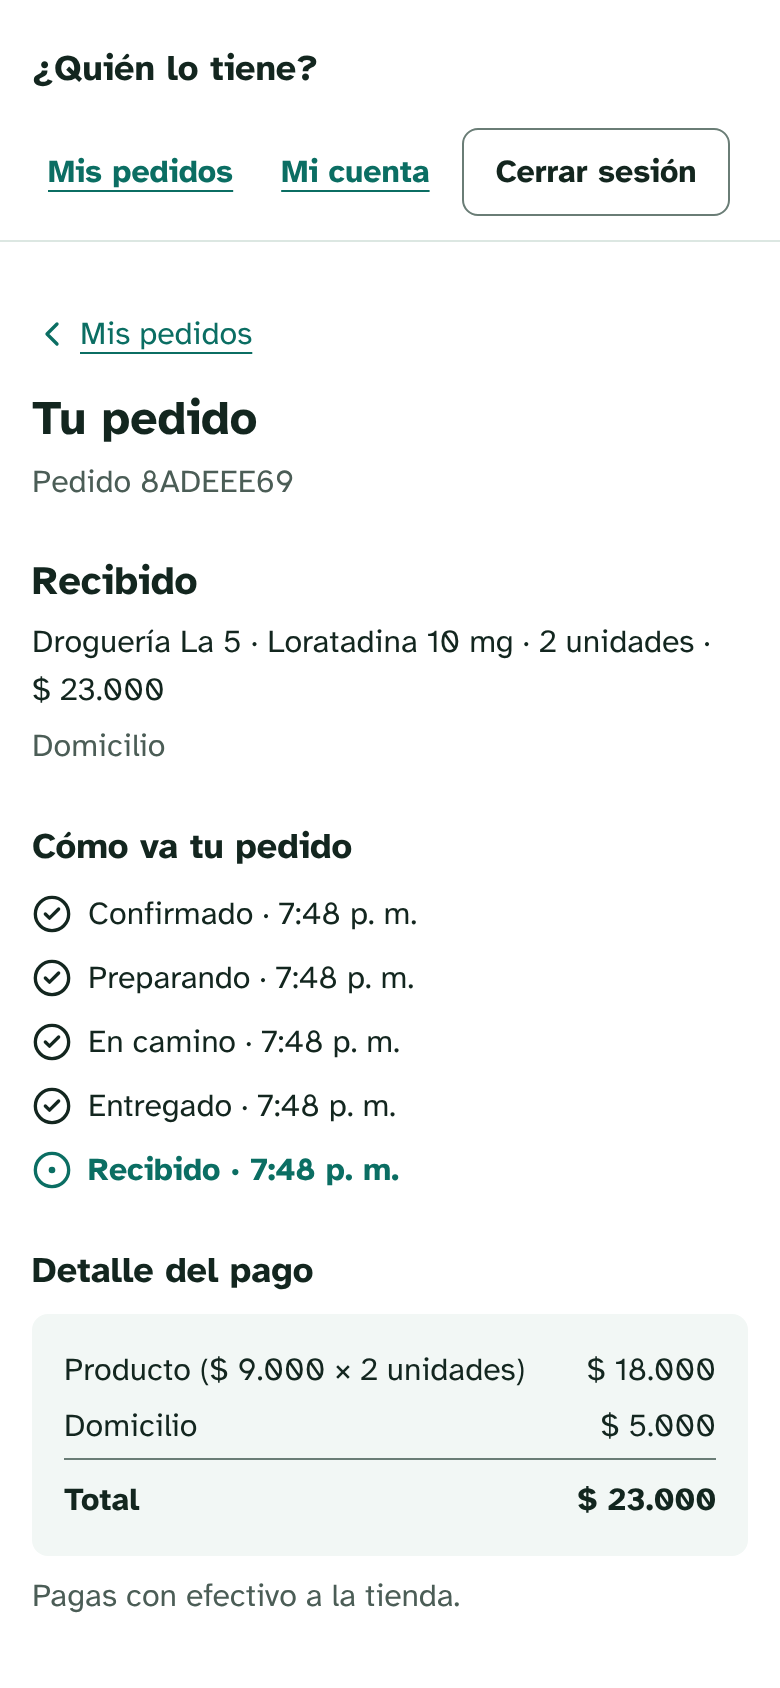 ¿Quién lo tiene?
Mis pedidos Mi cuenta Cerrar sesión
Mis pedidos
Tu pedido
Pedido 8ADEEE69
Recibido
Droguería La 5 · Loratadina 10 mg · 2 unidades ·
$ 23.000
Domicilio
Cómo va tu pedido
Confirmado · 7:48 p. m.
Preparando · 7:48 p. m.
En camino · 7:48 p. m.
Entregado · 7:48 p. m.
Recibido · 7:48 p. m.
Detalle del pago
Producto ($ 9.000 × 2 unidades) $ 18.000
Domicilio $ 5.000
Total $ 23.000
Pagas con efectivo a la tienda.